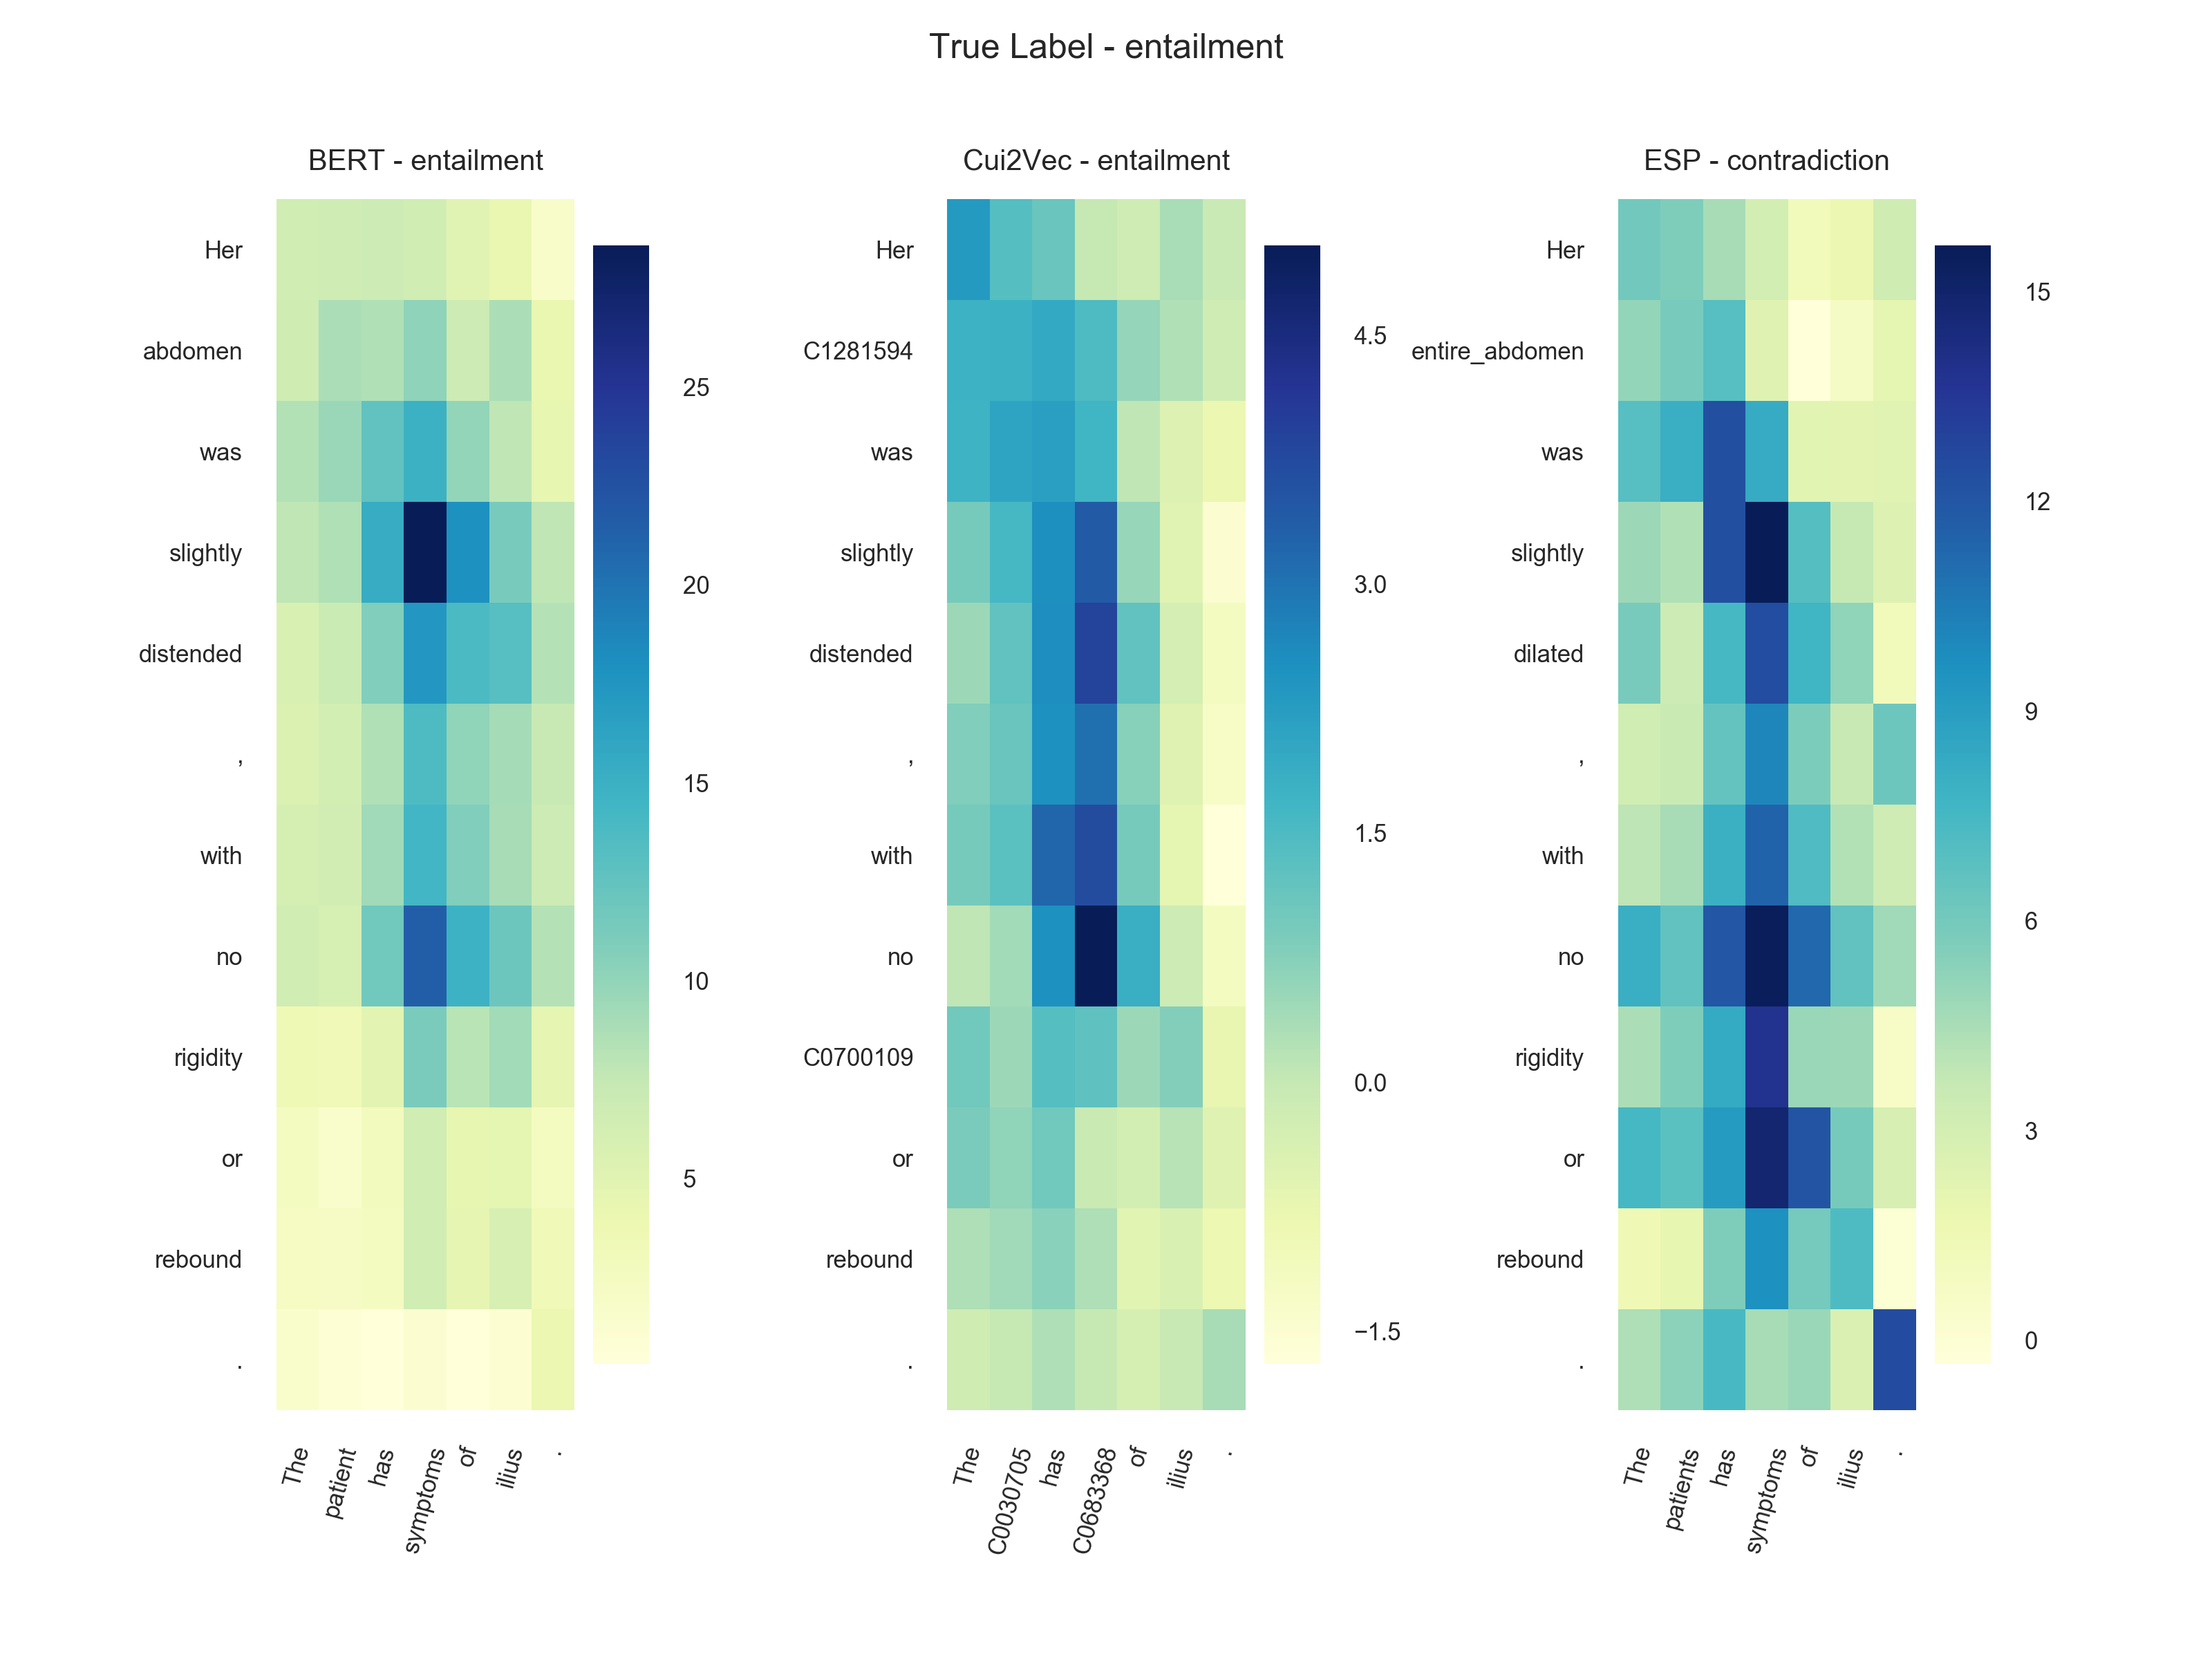 True Label - entailment
BERT - entailment
Her
abdomen
was
slightly
distended
,
with
no
rigidity
or
rebound
.
The
patient
has
symptoms
of
ilius
.
25
20
15
10
5
Cui2Vec - entailment
Her
C1281594
was
slightly
distended
,
with
no
C0700109
or
rebound
.
The
C0030705
has
C0683368
of
ilius
.
4.5
3.0
1.5
0.0
−1.5
ESP - contradiction
Her
entire_abdomen
was
slightly
dilated
,
with
no
rigidity
or
rebound
.
The
patients
has
symptoms
of
ilius
.
15
12
9
6
3
0